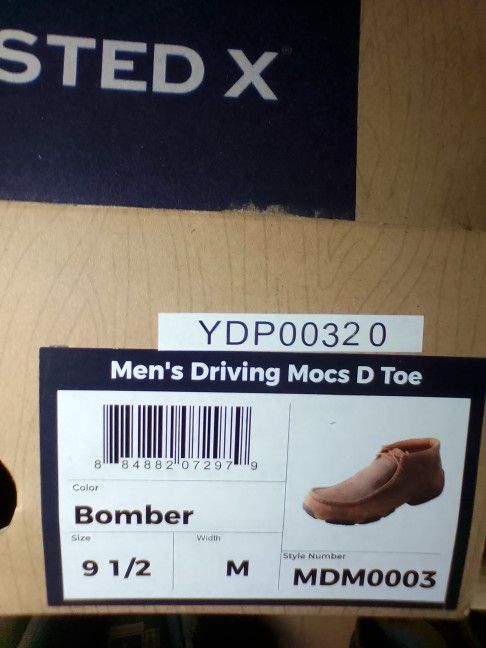 STED X®
YDP00320
Men's Driving Mocs D Toe
8 84882 07297 9
Color
Bomber
Size
Width
9 1/2
M
Style Number
MDM0003